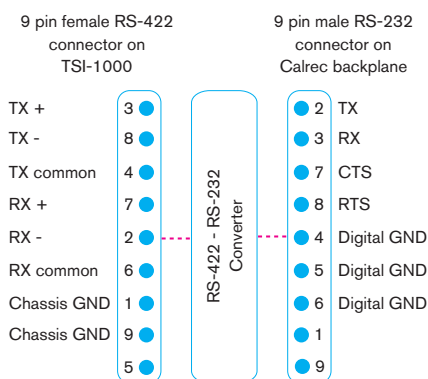 9 pin female RS-422
connector on
TSI-1000
9 pin male RS-232
connector on
Calrec backplane
TX + 3
TX - 8
TX common 4
RX + 7
RX - 2
RX common 6
Chassis GND 1
Chassis GND 9
5
RS-422 - RS-232
Converter
2 TX
3 RX
7 CTS
8 RTS
4 Digital GND
5 Digital GND
6 Digital GND
1
9